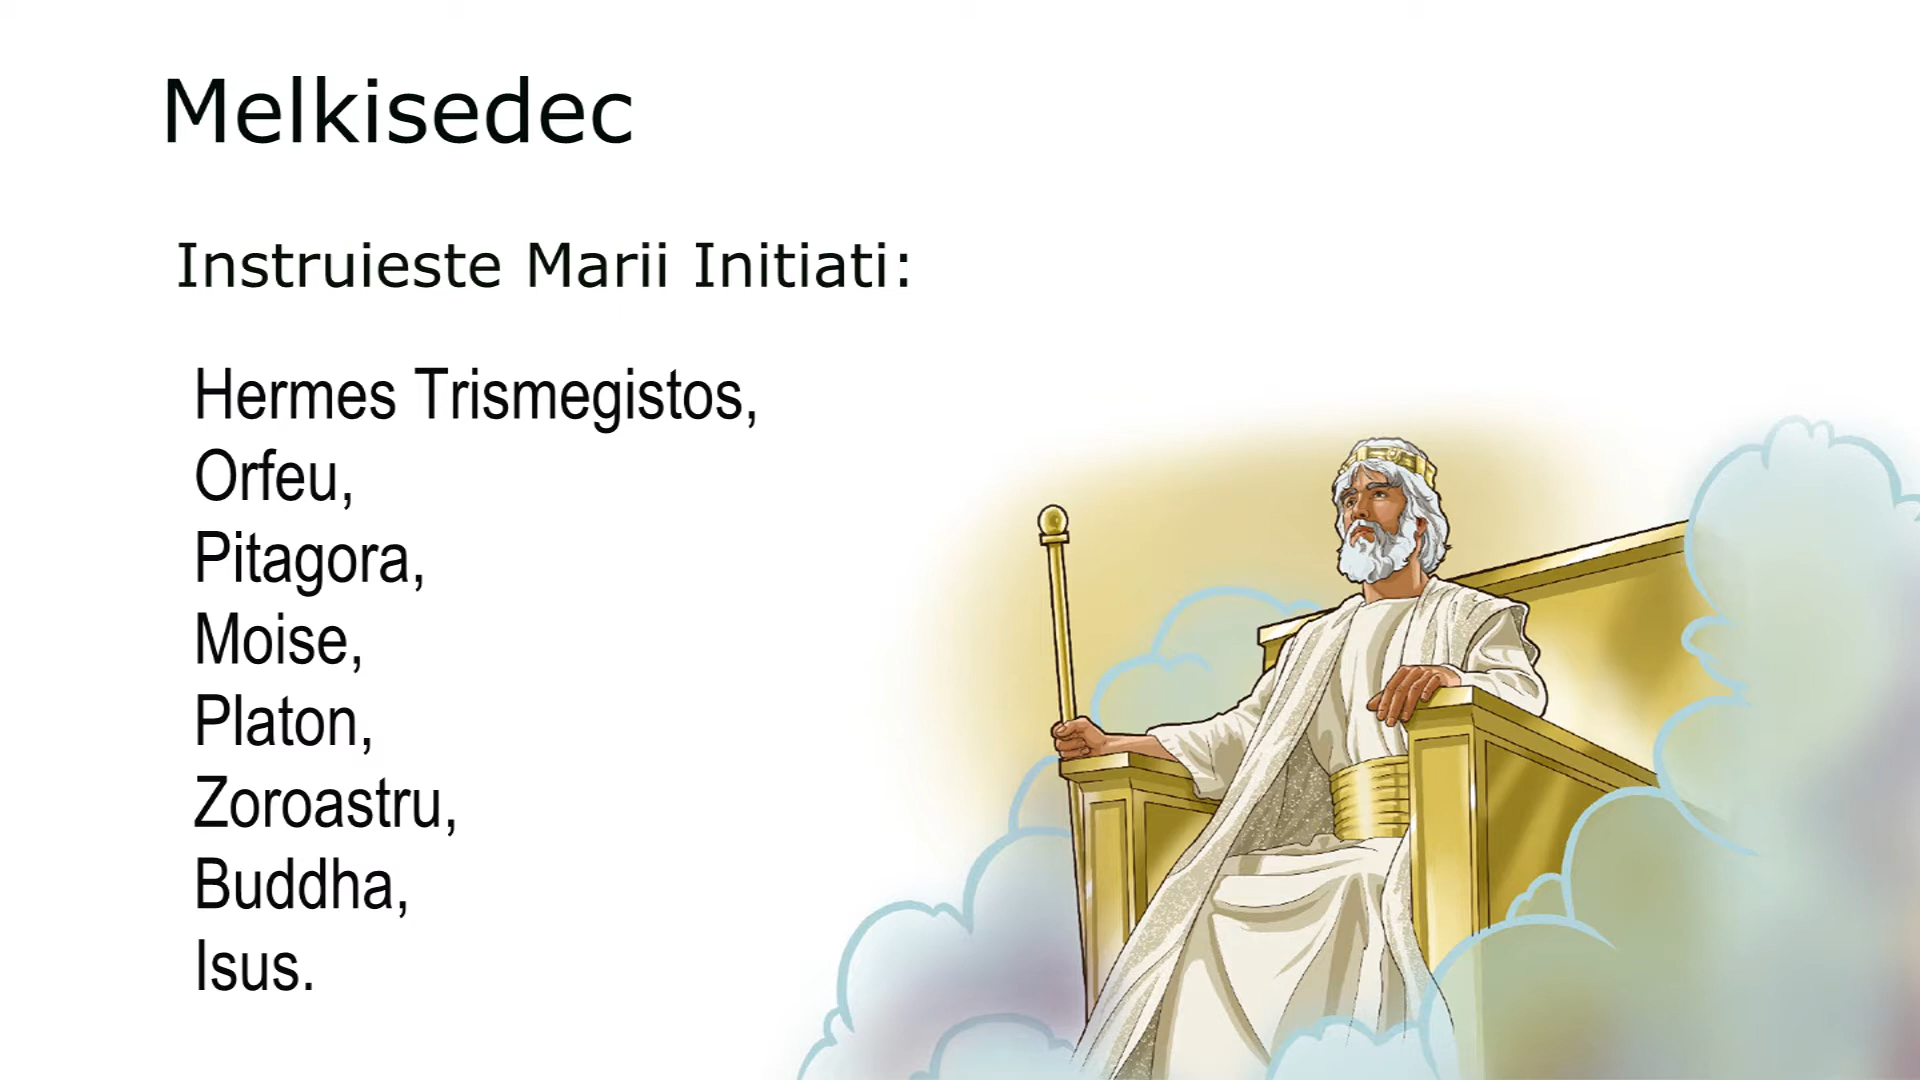 Melkisedec
Instruieste Marii Initiati:
Hermes Trismegistos,
Orfeu,
Pitagora,
Moise,
Platon,
Zoroastru,
Buddha,
Isus.